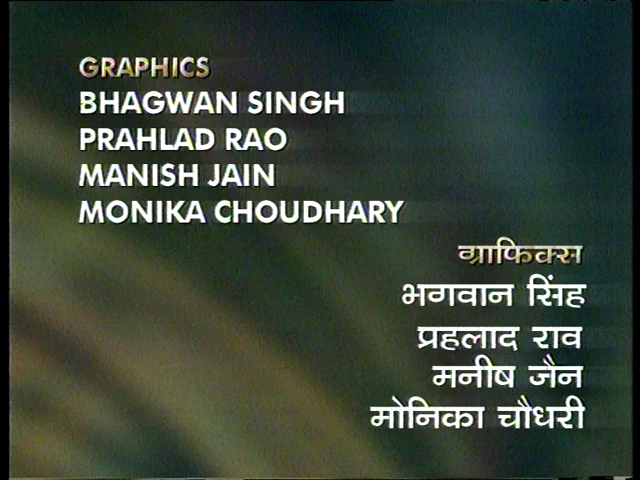 GRAPHICS
BHAGWAN SINGH
PRAHLAD RAO
MANISH JAIN
MONIKA CHOUDHARY
ग्राफिक्स
भगवान सिंह
प्रहलाद राव
मनीष जैन
मोनिका चौधरी